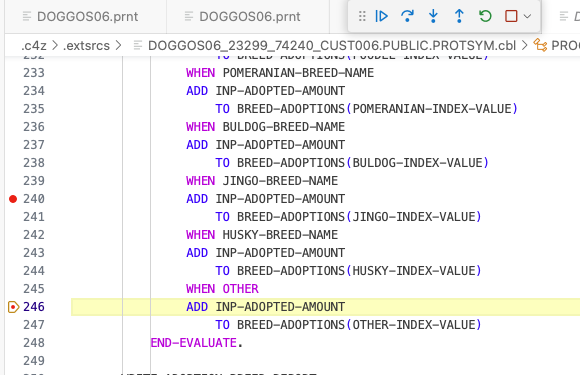 DOGGOS06.prnt DOGGOS06.prnt
.c4z > .extsrcs > DOGGOS06_23299_74240_CUST006.PUBLIC.PROTSYM.cbl > PROC
232 TO BREED-ADOPTIONS(POODLE-INDEX-VALUE)
233 WHEN POMERANIAN-BREED-NAME
234 ADD INP-ADOPTED-AMOUNT
235 TO BREED-ADOPTIONS(POMERANIAN-INDEX-VALUE)
236 WHEN BULDOG-BREED-NAME
237 ADD INP-ADOPTED-AMOUNT
238 TO BREED-ADOPTIONS(BULDOG-INDEX-VALUE)
239 WHEN JINGO-BREED-NAME
240 ADD INP-ADOPTED-AMOUNT
241 TO BREED-ADOPTIONS(JINGO-INDEX-VALUE)
242 WHEN HUSKY-BREED-NAME
243 ADD INP-ADOPTED-AMOUNT
244 TO BREED-ADOPTIONS(HUSKY-INDEX-VALUE)
245 WHEN OTHER
246 ADD INP-ADOPTED-AMOUNT
247 TO BREED-ADOPTIONS(OTHER-INDEX-VALUE)
248 END-EVALUATE.
249